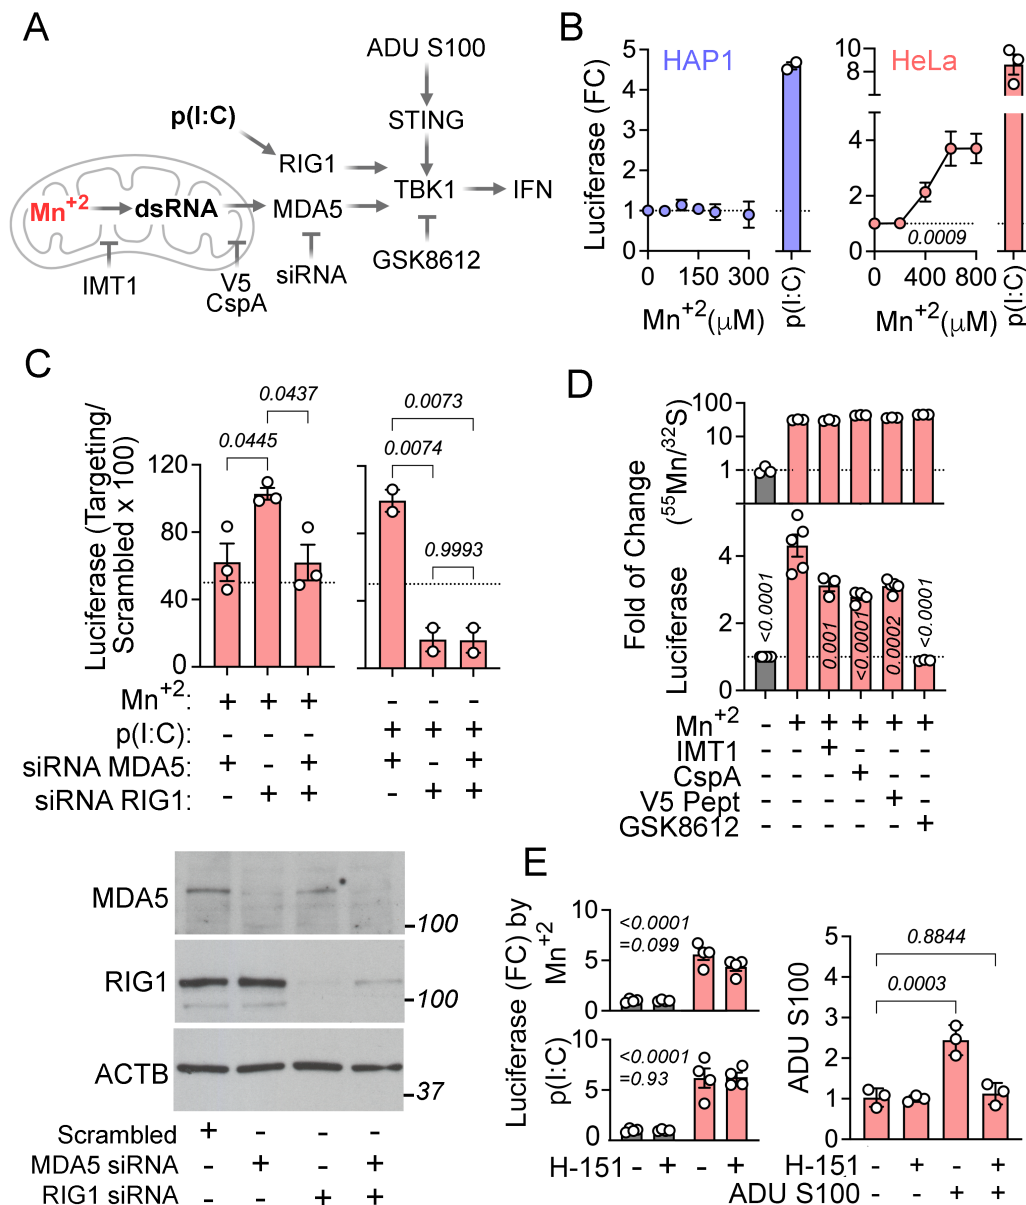 A
ADU S100
p(I:C)
STING
RIG1
TBK1
IFN
Mn+2
dsRNA
MDA5
IMT1
V5
CspA
siRNA
GSK8612
B
Luciferase (FC)
5
4
3
2
1
0
HAP1
0
150
300
Mn+2(μM)
p(I:C)
10
8
4
2
0
HeLa
0.0009
0
400
800
Mn+2(μM)
p(I:C)
C
Luciferase (Targeting/
Scrambled x 100)
120
80
40
0
0.0445
0.0437
0.0073
0.0074
0.9993
Mn+2: + + + - - -
p(I:C): + + +
siRNA MDA5: + - + + - +
siRNA RIG1: - + + - + +
MDA5
-100
RIG1
-100
ACTB
-37
Scrambled + - - -
MDA5 siRNA - + - +
RIG1 siRNA - - + +
D
Fold of Change
(55Mn/32S)
100
10
1
Luciferase
4
2
1
0
<0.0001
0.001
<0.0001
0.0002
<0.0001
Mn+2 - + + + + +
IMT1 - - + - - -
CspA - - - + - -
V5 Pept - - - - + -
GSK8612 - - - - - +
E
Luciferase (FC) by
Mn+2
10
5
0
<0.0001
=0.099
p(I:C)
10
5
0
<0.0001
=0.93
H-151 - + - +
ADU S100
5
4
3
2
1
0
0.8844
0.0003
H-151 - + - +
ADU S100 - - + +